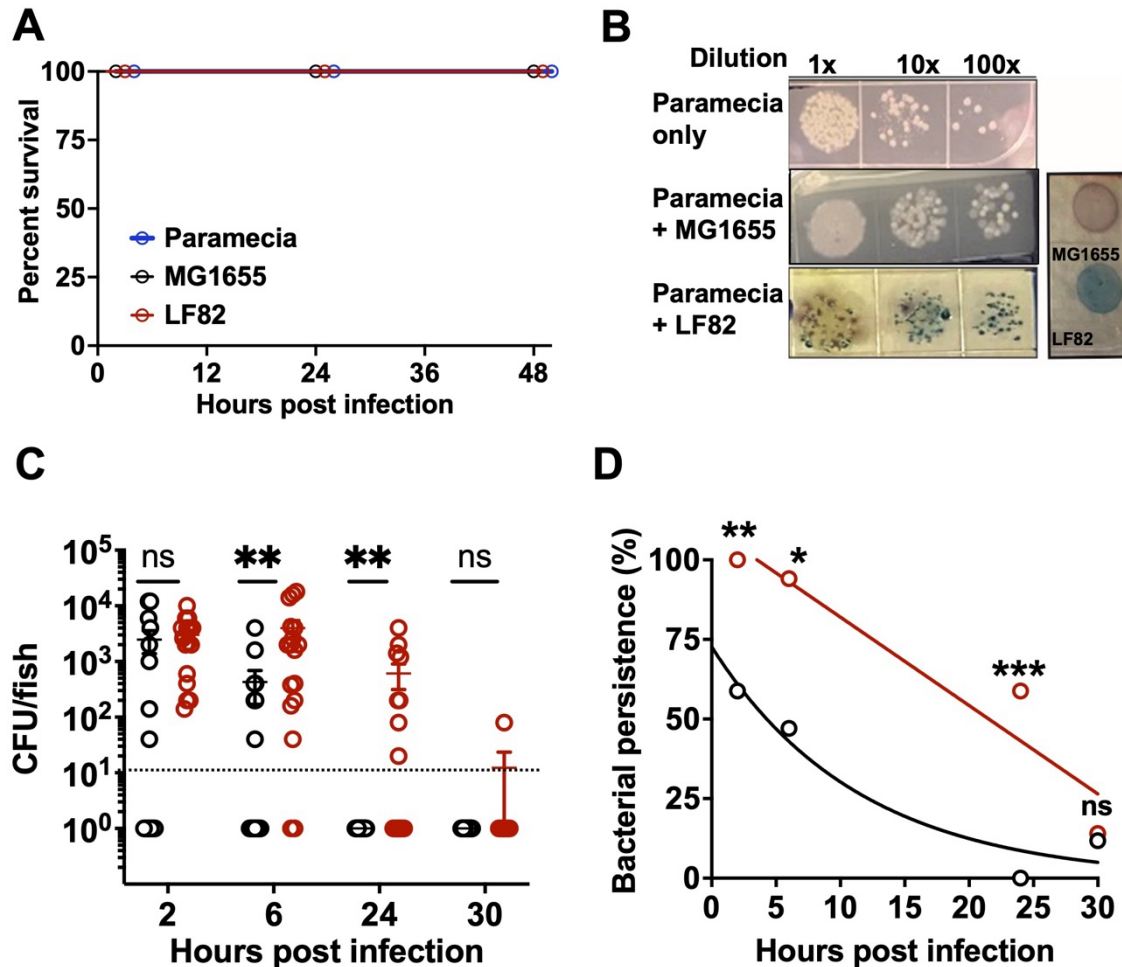 A
Percent survival
100
75
50
25
0
Paramecia
MG1655
LF82
0 12 24 36 48
Hours post infection
B
Dilution 1x 10x 100x
Paramecia
only
Paramecia
+ MG1655
Paramecia
+ LF82
MG1655
LF82
C
CFU/fish
10⁵
10⁴
10³
10²
10¹
10⁰
ns ** ** ns
2 6 24 30
Hours post infection
D
Bacterial persistence (%)
100
75
50
25
0
**
*
***
ns
0 5 10 15 20 25 30
Hours post infection